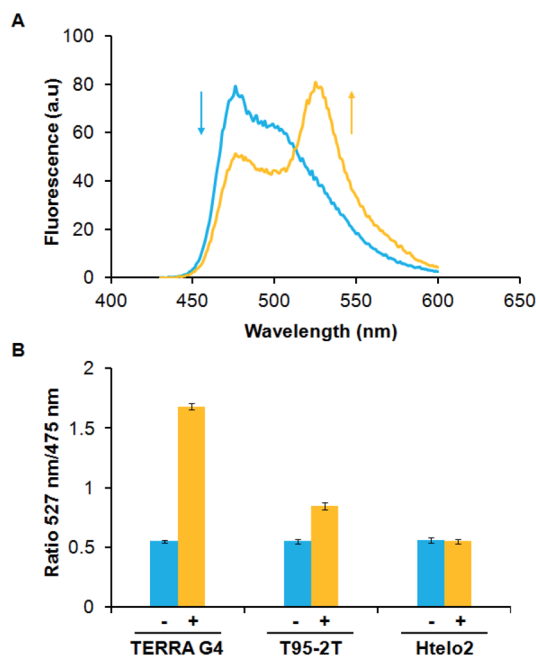 A
100
80
60
40
20
0
Fluorescence (a.u)
400 450 500 550 600 650
Wavelength (nm)
B
2
1.5
1
0.5
0
Ratio 527 nm/475 nm
- + - + - +
TERRA G4 T95-2T Htelo2